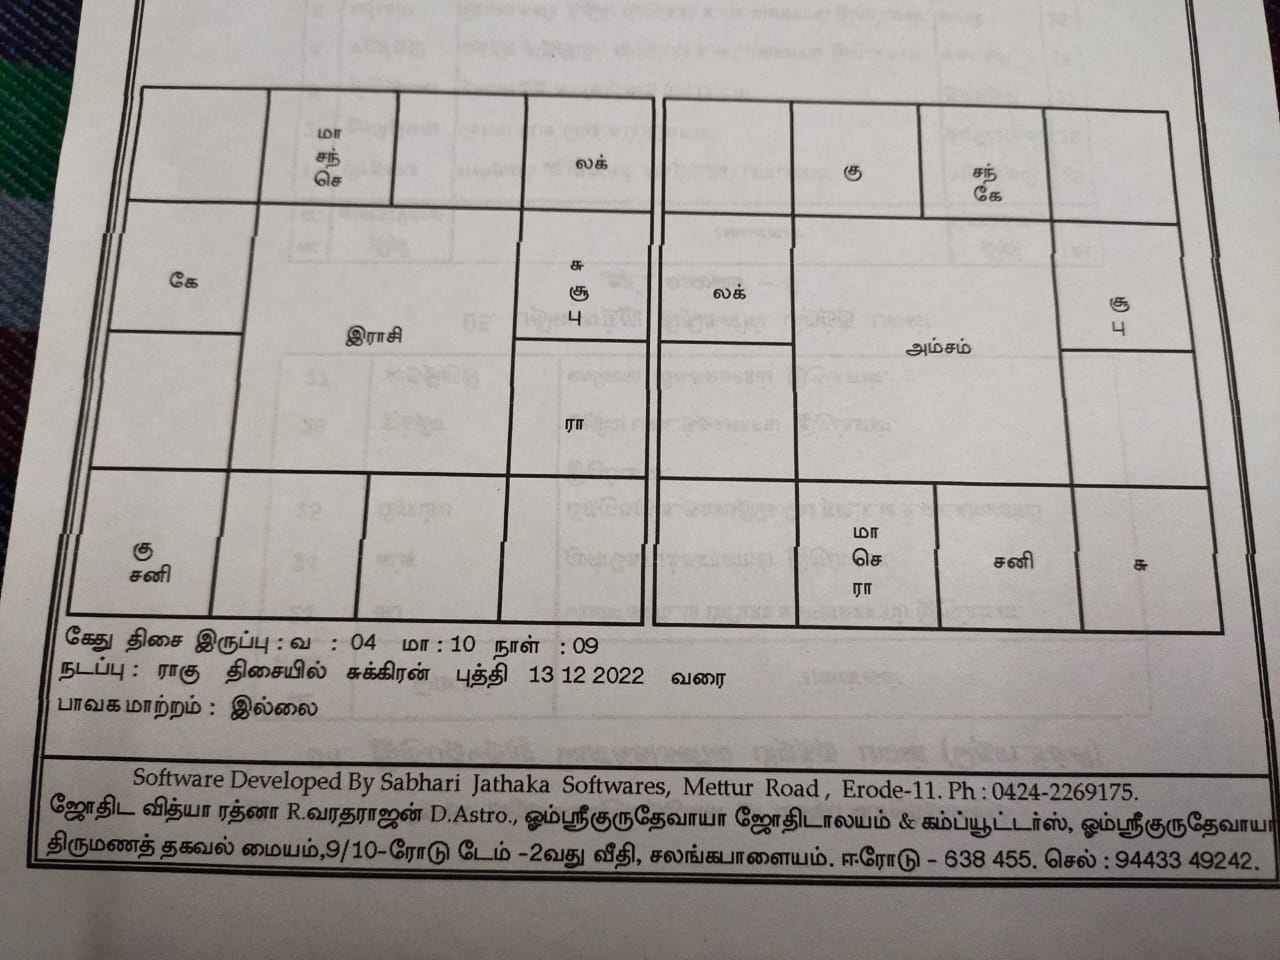 மா
சந்
செ
லக்
கே
சு
சூ
பு
இராசி
ரா
கு
சனி
கு
சந்
கே
லக்
சூ
பு
அம்சம்
மா
செ
ரா
சனி
சு
கேது திசை இருப்பு : வ : 04 மா : 10 நாள் : 09
நடப்பு : ராகு திசையில் சுக்கிரன் புத்தி 13 12 2022 வரை
பாவக மாற்றம் : இல்லை
Software Developed By Sabhari Jathaka Softwares, Mettur Road , Erode-11. Ph : 0424-2269175.
ஜோதிட வித்யா ரத்னா R.வரதராஜன் D.Astro., ஓம்ஸ்ரீகுருதேவாயா ஜோதிடாலயம் & கம்ப்யூட்டர்ஸ், ஓம்ஸ்ரீகுருதேவாயா
திருமணத் தகவல் மையம்,9/10-ரோடு டேம் -2வது வீதி, சலங்கபாளையம். ஈரோடு - 638 455. செல் : 94433 49242.